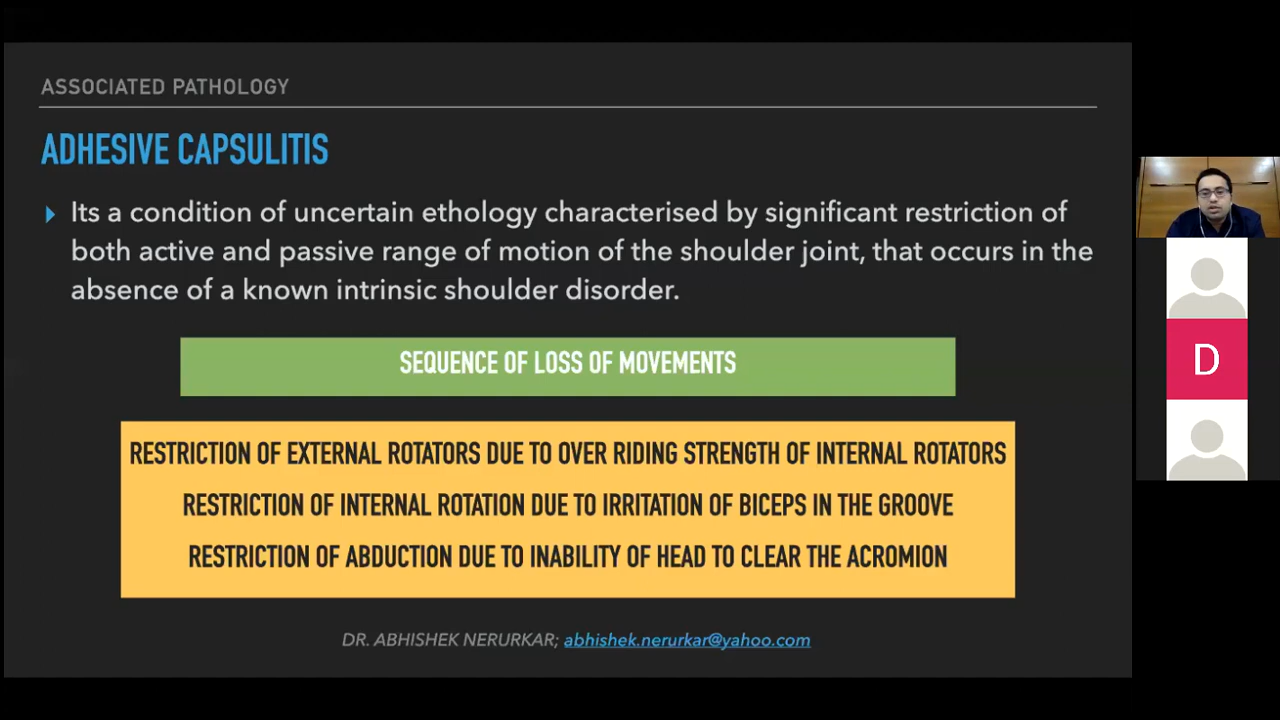 ASSOCIATED PATHOLOGY
ADHESIVE CAPSULITIS
Its a condition of uncertain ethology characterised by significant restriction of
both active and passive range of motion of the shoulder joint, that occurs in the
absence of a known intrinsic shoulder disorder.
SEQUENCE OF LOSS OF MOVEMENTS
RESTRICTION OF EXTERNAL ROTATORS DUE TO OVER RIDING STRENGTH OF INTERNAL ROTATORS
RESTRICTION OF INTERNAL ROTATION DUE TO IRRITATION OF BICEPS IN THE GROOVE
RESTRICTION OF ABDUCTION DUE TO INABILITY OF HEAD TO CLEAR THE ACROMION
DR. ABHISHEK NERURKAR; abhishek.nerurkar@yahoo.com
D